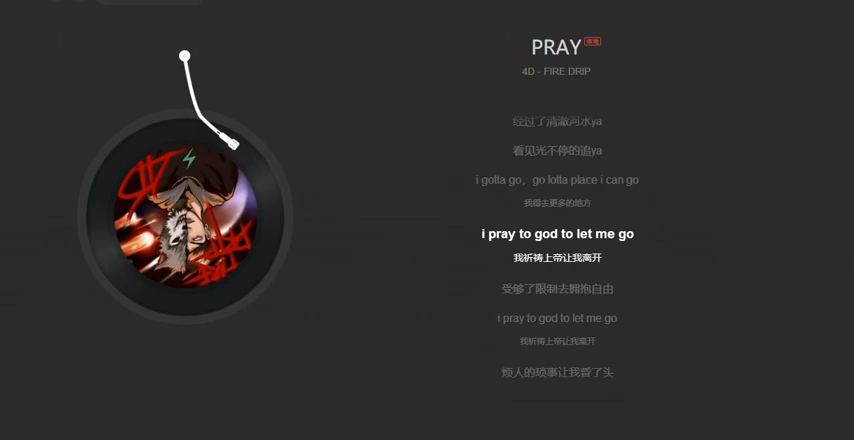 PRAY
4D - FIRE DRIP
经过了清澈河水ya
看见光不停的追ya
i gotta go，go lotta place i can go
我得去更多的地方
i pray to god to let me go
我祈祷上帝让我离开
受够了限制去拥抱自由
i pray to god to let me go
我祈祷上帝让我离开
烦人的琐事让我昏了头